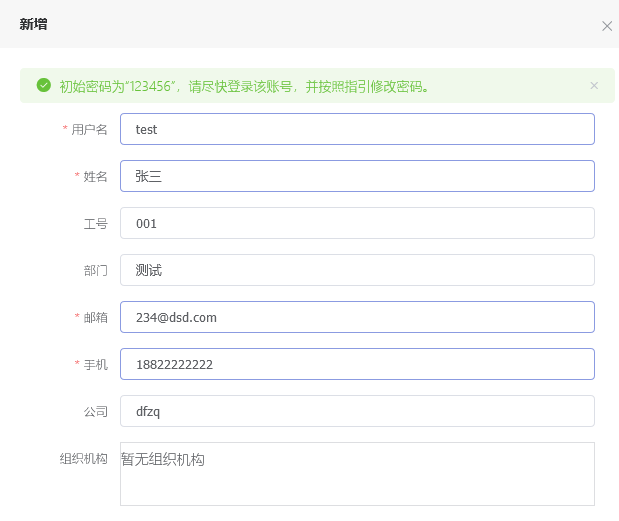 新增
初始密码为“123456”，请尽快登录该账号，并按照指引修改密码。
* 用户名 test
* 姓名 张三
工号 001
部门 测试
* 邮箱 234@dsd.com
* 手机 18822222222
公司 dfzq
组织机构 暂无组织机构